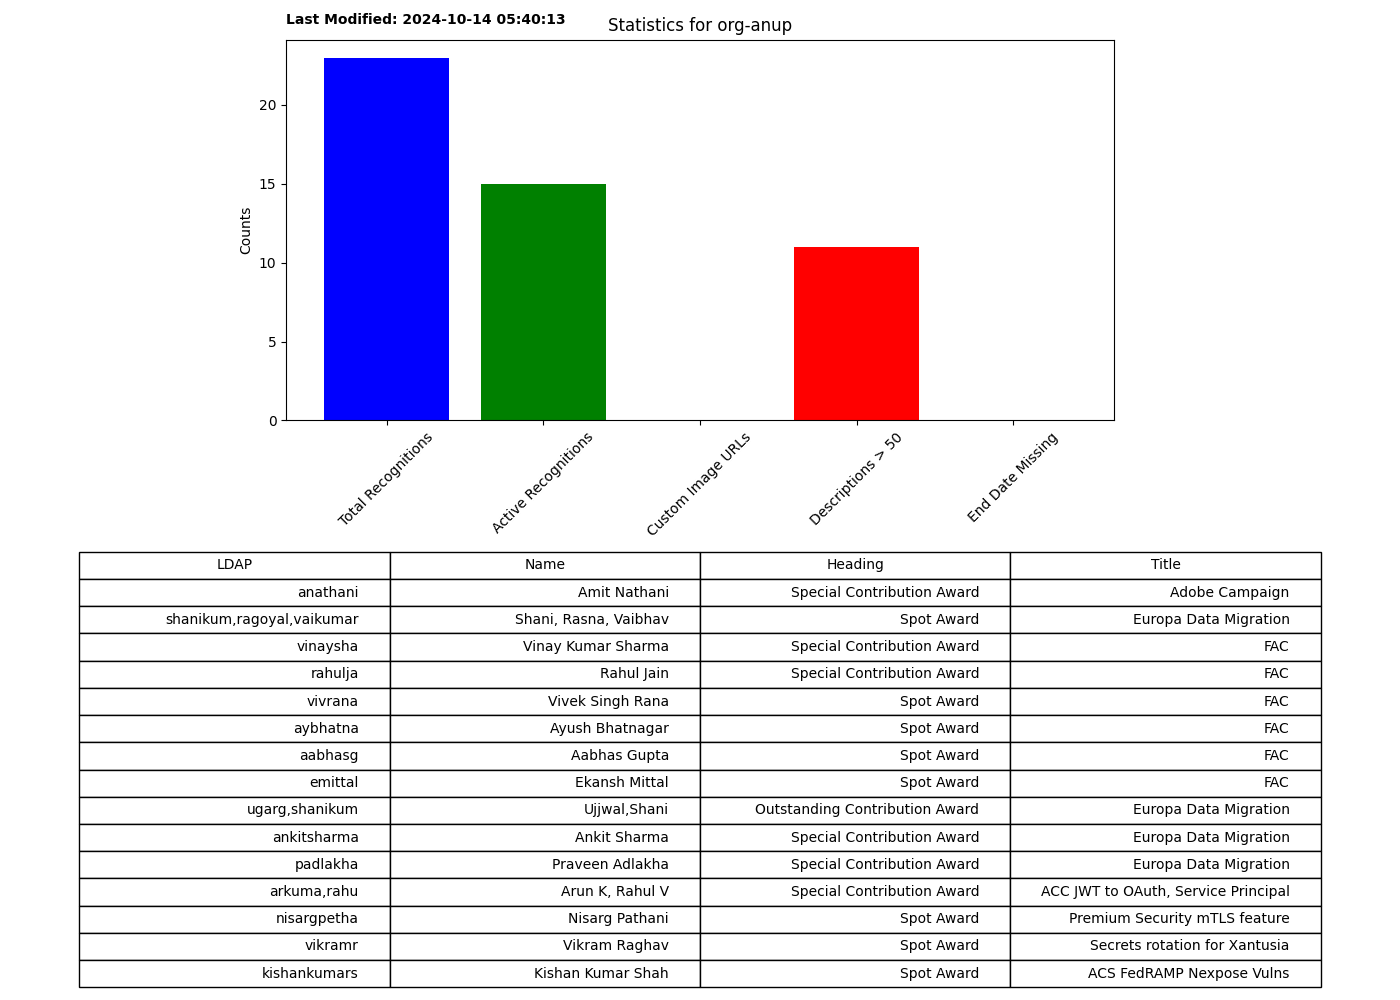 Last Modified: 2024-10-14 05:40:13
Statistics for org-anup
Counts
20
15
10
5
0
Total Recognitions
Active Recognitions
Custom Image URLs
Descriptions > 50
End Date Missing
LDAP Name Heading Title
anathani Amit Nathani Special Contribution Award Adobe Campaign
shanikum,ragoyal,vaikumar Shani, Rasna, Vaibhav Spot Award Europa Data Migration
vinaysha Vinay Kumar Sharma Special Contribution Award FAC
rahulja Rahul Jain Special Contribution Award FAC
vivrana Vivek Singh Rana Spot Award FAC
aybhatna Ayush Bhatnagar Spot Award FAC
aabhasg Aabhas Gupta Spot Award FAC
emittal Ekansh Mittal Spot Award FAC
ugarg,shanikum Ujjwal,Shani Outstanding Contribution Award Europa Data Migration
ankitsharma Ankit Sharma Special Contribution Award Europa Data Migration
padlakha Praveen Adlakha Special Contribution Award Europa Data Migration
arkuma,rahu Arun K, Rahul V Special Contribution Award ACC JWT to OAuth, Service Principal
nisargpetha Nisarg Pathani Spot Award Premium Security mTLS feature
vikramr Vikram Raghav Spot Award Secrets rotation for Xantusia
kishankumars Kishan Kumar Shah Spot Award ACS FedRAMP Nexpose Vulns